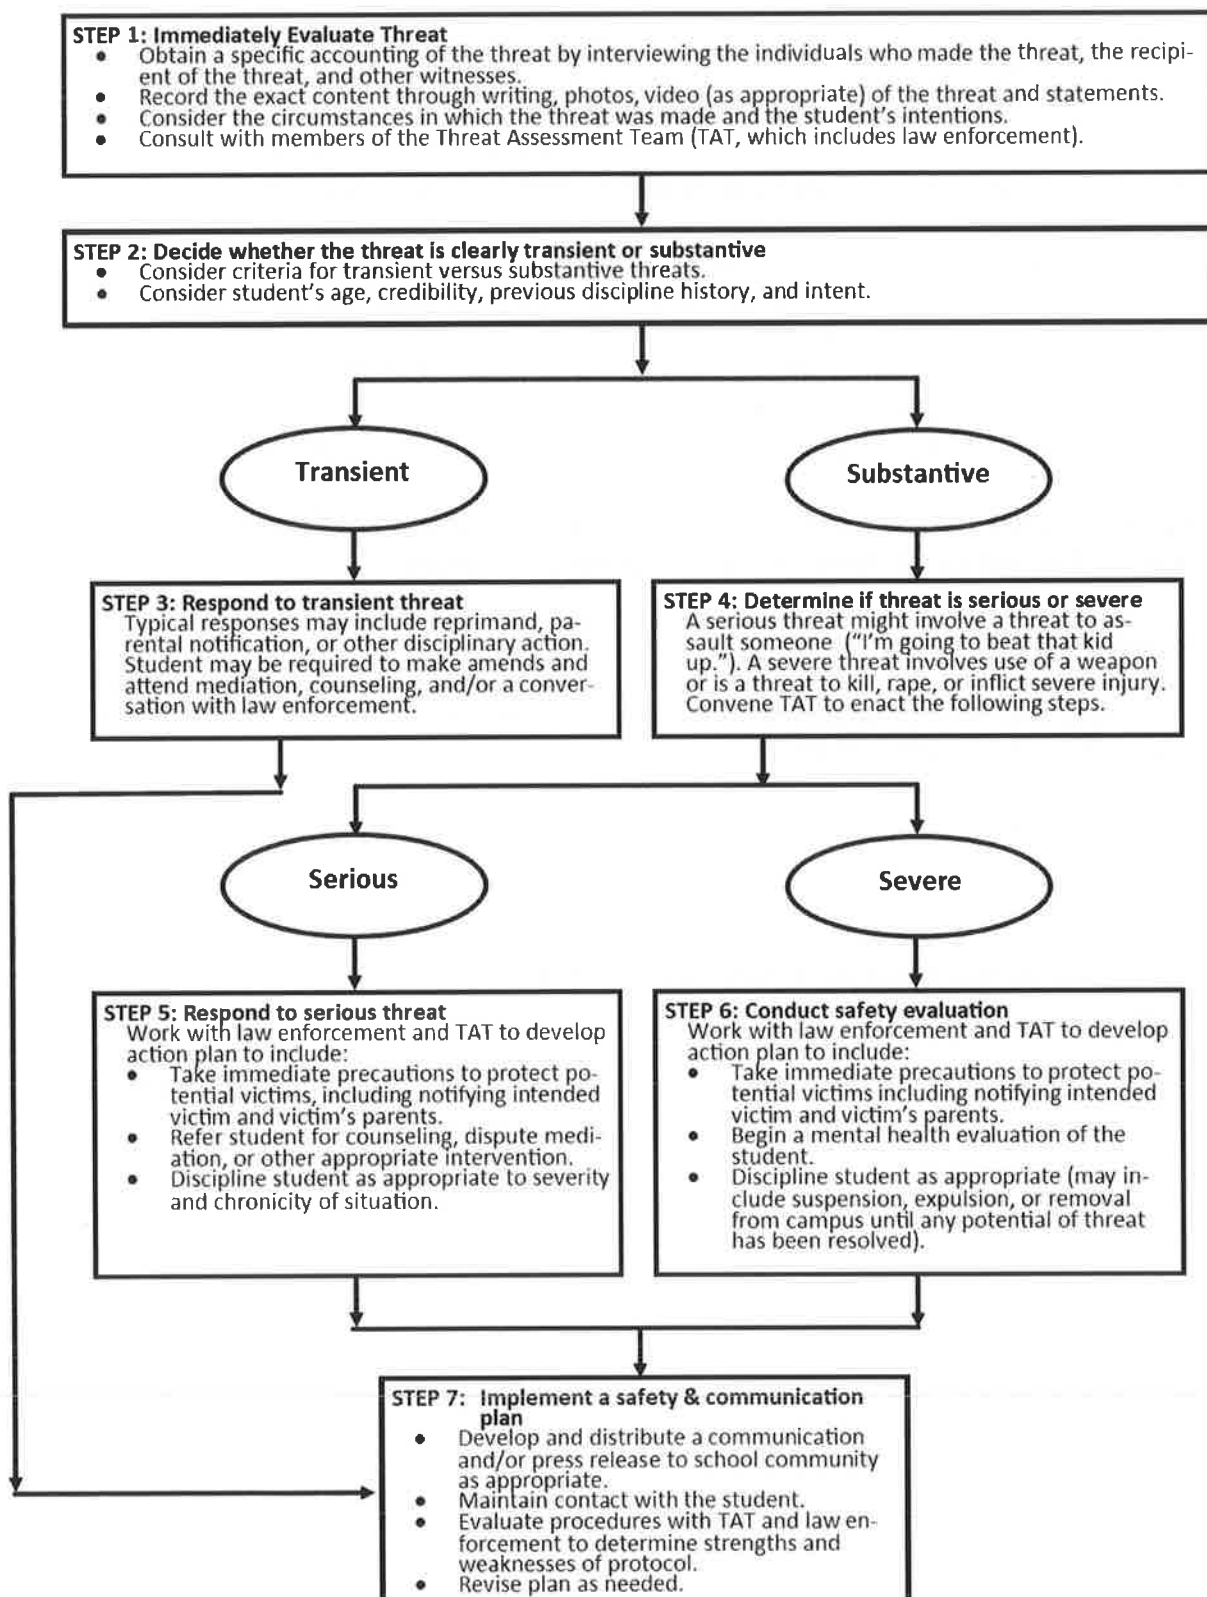 STEP 1: Immediately Evaluate Threat
• Obtain a specific accounting of the threat by interviewing the individuals who made the threat, the recipi-
ent of the threat, and other witnesses.
• Record the exact content through writing, photos, video (as appropriate) of the threat and statements.
• Consider the circumstances in which the threat was made and the student's intentions.
• Consult with members of the Threat Assessment Team (TAT, which includes law enforcement).
STEP 2: Decide whether the threat is clearly transient or substantive
• Consider criteria for transient versus substantive threats.
• Consider student's age, credibility, previous discipline history, and intent.
Transient
Substantive
STEP 3: Respond to transient threat
Typical responses may include reprimand, pa-
rental notification, or other disciplinary action.
Student may be required to make amends and
attend mediation, counseling, and/or a conver-
sation with law enforcement.
STEP 4: Determine if threat is serious or severe
A serious threat might involve a threat to as-
sault someone ("I'm going to beat that kid
up."). A severe threat involves use of a weapon
or is a threat to kill, rape, or inflict severe injury.
Convene TAT to enact the following steps.
Serious
Severe
STEP 5: Respond to serious threat
Work with law enforcement and TAT to develop
action plan to include:
• Take immediate precautions to protect po-
tential victims, including notifying intended
victim and victim's parents.
• Refer student for counseling, dispute medi-
ation, or other appropriate intervention.
• Discipline student as appropriate to severity
and chronicity of situation.
STEP 6: Conduct safety evaluation
Work with law enforcement and TAT to develop
action plan to include:
• Take immediate precautions to protect po-
tential victims including notifying intended
victim and victim's parents.
• Begin a mental health evaluation of the
student.
• Discipline student as appropriate (may in-
clude suspension, expulsion, or removal
from campus until any potential of threat
has been resolved).
STEP 7: Implement a safety & communication
plan
• Develop and distribute a communication
and/or press release to school community
as appropriate.
• Maintain contact with the student.
• Evaluate procedures with TAT and law en-
forcement to determine strengths and
weaknesses of protocol.
• Revise plan as needed.